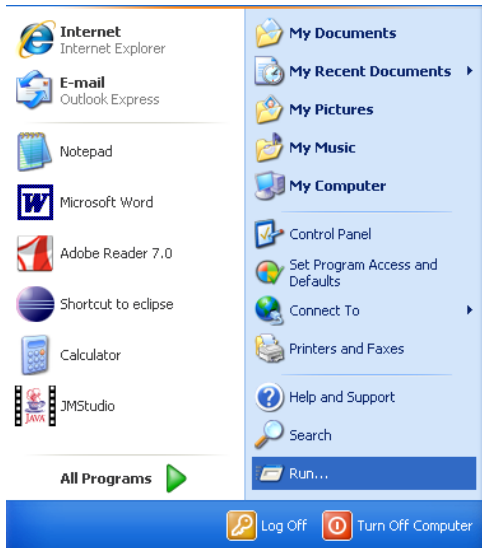 Internet
Internet Explorer
E-mail
Outlook Express
Notepad
Microsoft Word
Adobe Reader 7.0
Shortcut to eclipse
Calculator
JMStudio
All Programs
My Documents
My Recent Documents
My Pictures
My Music
My Computer
Control Panel
Set Program Access and
Defaults
Connect To
Printers and Faxes
Help and Support
Search
Run...
Log Off
Turn Off Computer
W
JAVA